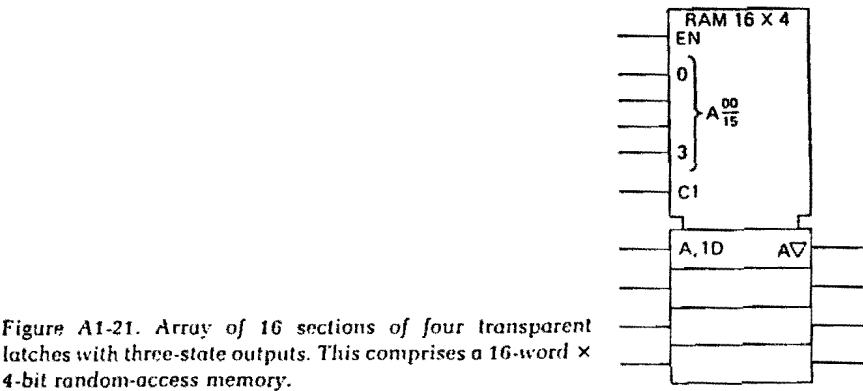 RAM 16 X 4
EN
0
A 00/15
3
C1
A, 1D A▽
Figure A1-21. Array of 16 sections of four transparent
latches with three-state outputs. This comprises a 16-word ×
4-bit random-access memory.